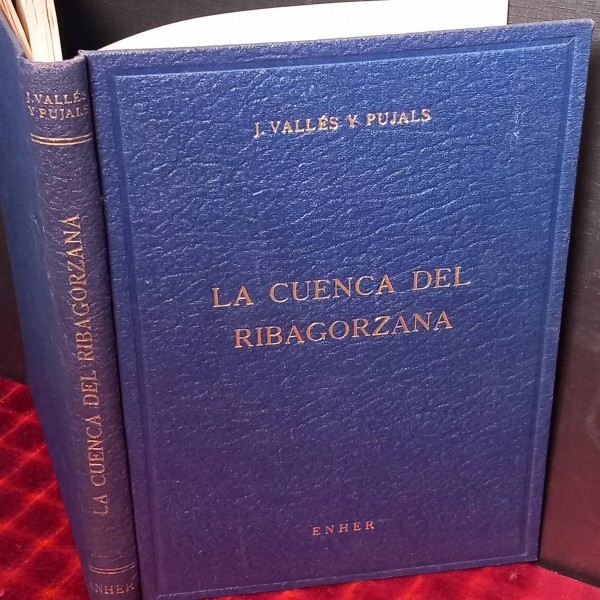 J. VALLÉS Y PUJALS
LA CUENCA DEL
RIBAGORZANA
ENHER
J. VALLÉS
Y PUJALS
LA CUENCA DEL RIBAGORZANA
ENHER